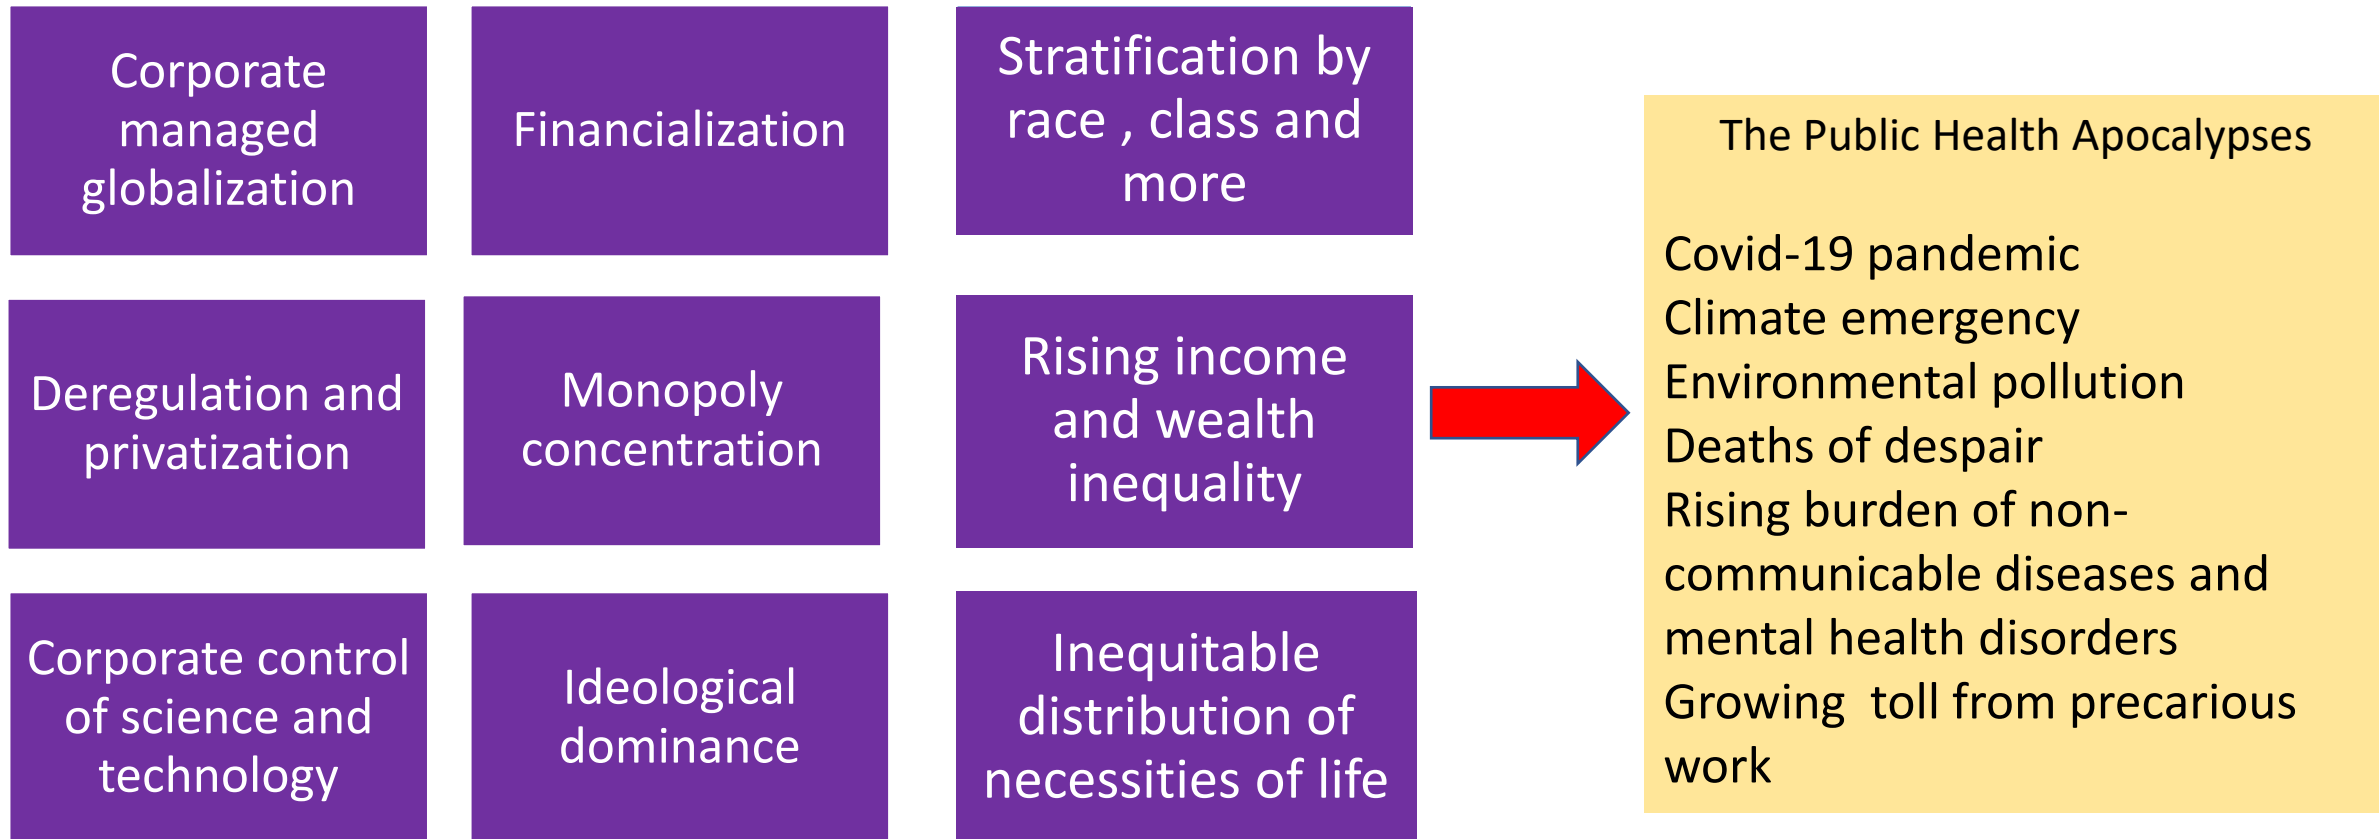 Corporate
managed
globalization
Financialization
Stratification by
race , class and
more
Deregulation and
privatization
Monopoly
concentration
Rising income
and wealth
inequality
Corporate control
of science and
technology
Ideological
dominance
Inequitable
distribution of
necessities of life
The Public Health Apocalypses
Covid-19 pandemic
Climate emergency
Environmental pollution
Deaths of despair
Rising burden of non-
communicable diseases and
mental health disorders
Growing  toll from precarious
work